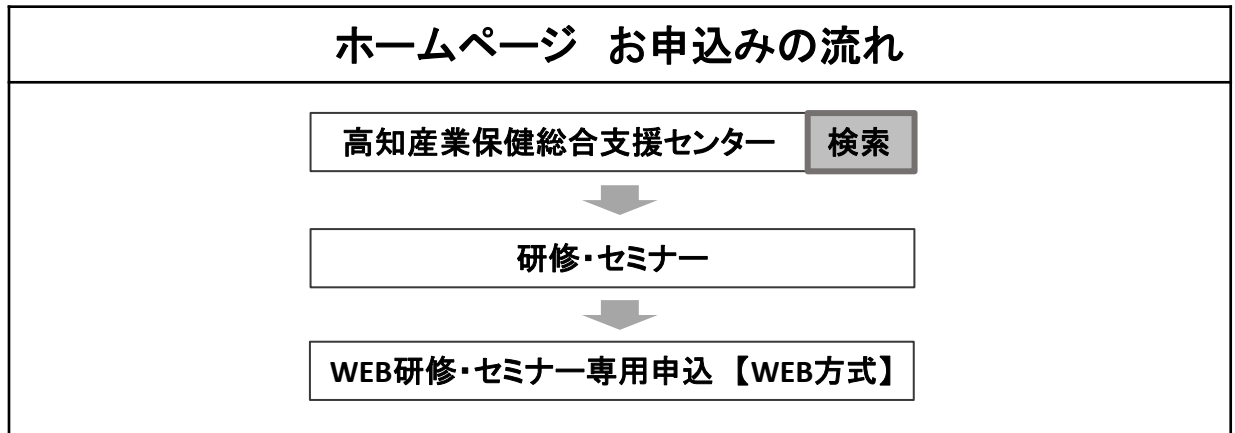 ホームページ お申込みの流れ
高知産業保健総合支援センター 検索
研修・セミナー
WEB研修・セミナー専用申込 【WEB方式】